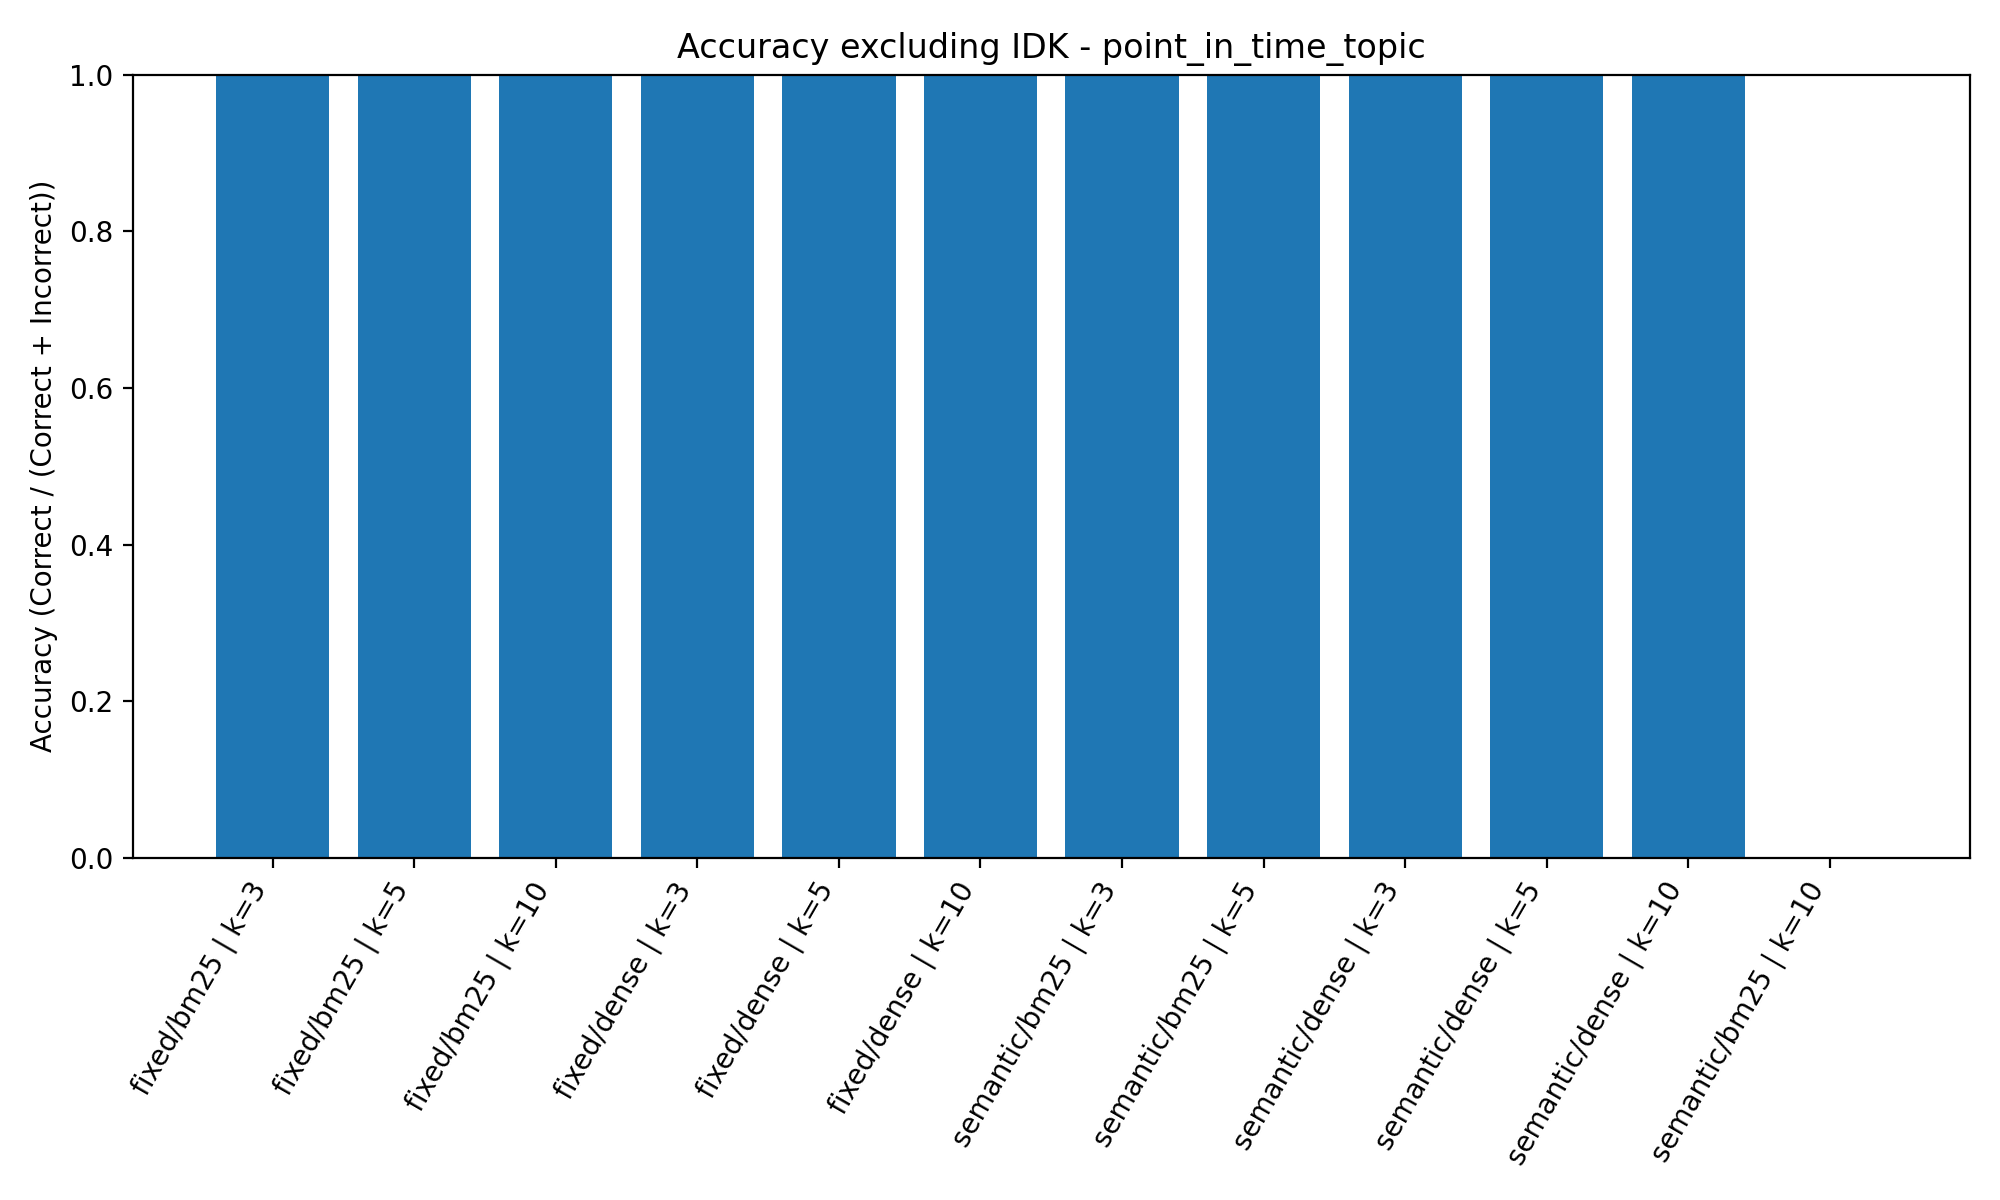 Accuracy excluding IDK - point_in_time_topic
Accuracy (Correct / (Correct + Incorrect))
1.0
0.8
0.6
0.4
0.2
0.0
fixed/bm25 | k=3
fixed/bm25 | k=5
fixed/bm25 | k=10
fixed/dense | k=3
fixed/dense | k=5
fixed/dense | k=10
semantic/bm25 | k=3
semantic/bm25 | k=5
semantic/dense | k=3
semantic/dense | k=5
semantic/dense | k=10
semantic/bm25 | k=10